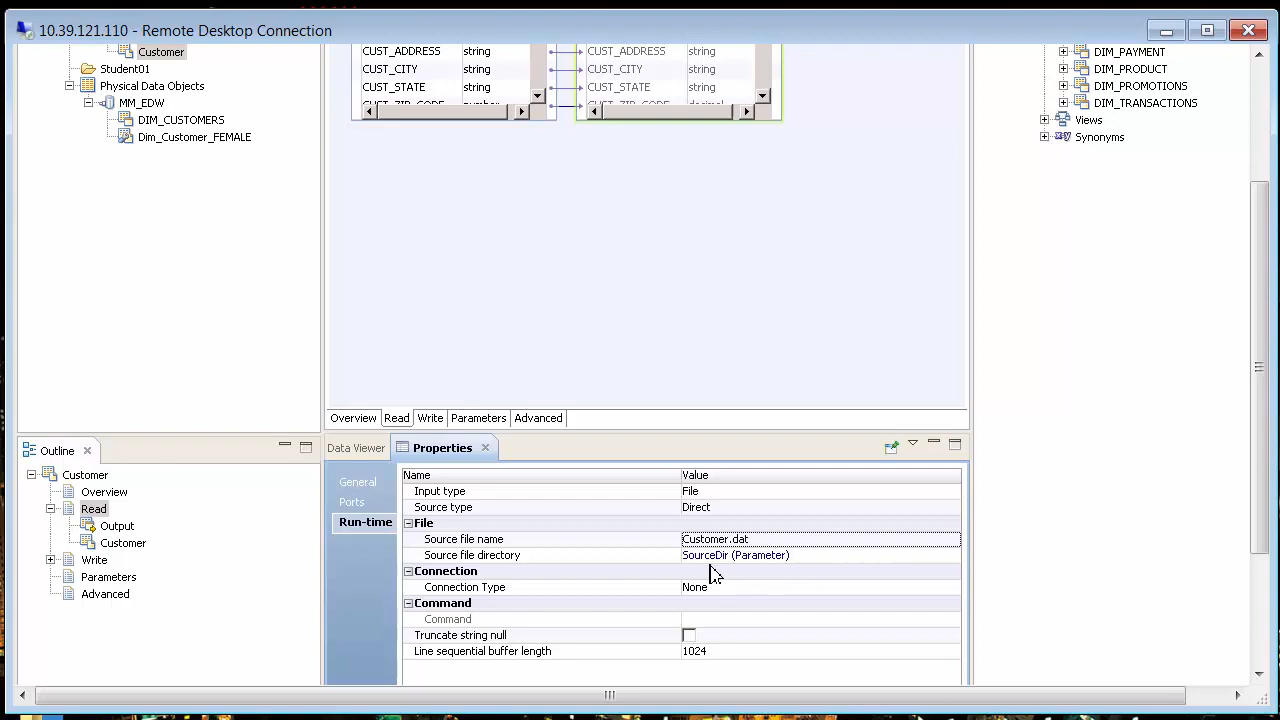 10.39.121.110 - Remote Desktop Connection
Customer
Student01
Physical Data Objects
MM_EDW
DIM_CUSTOMERS
Dim_Customer_FEMALE
CUST_ADDRESS string CUST_ADDRESS string
CUST_CITY string CUST_CITY string
CUST_STATE string CUST_STATE string
CUST_ZIP_CODE number CUST_ZIP_CODE decimal
DIM_PAYMENT
DIM_PRODUCT
DIM_PROMOTIONS
DIM_TRANSACTIONS
Views
Synonyms
Overview Read Write Parameters Advanced
Outline
Customer
Overview
Read
Output
Customer
Write
Parameters
Advanced
Data Viewer Properties
General
Ports
Run-time
Name Value
Input type File
Source type Direct
File
Source file name Customer.dat
Source file directory SourceDir (Parameter)
Connection
Connection Type None
Command
Command
Truncate string null
Line sequential buffer length 1024